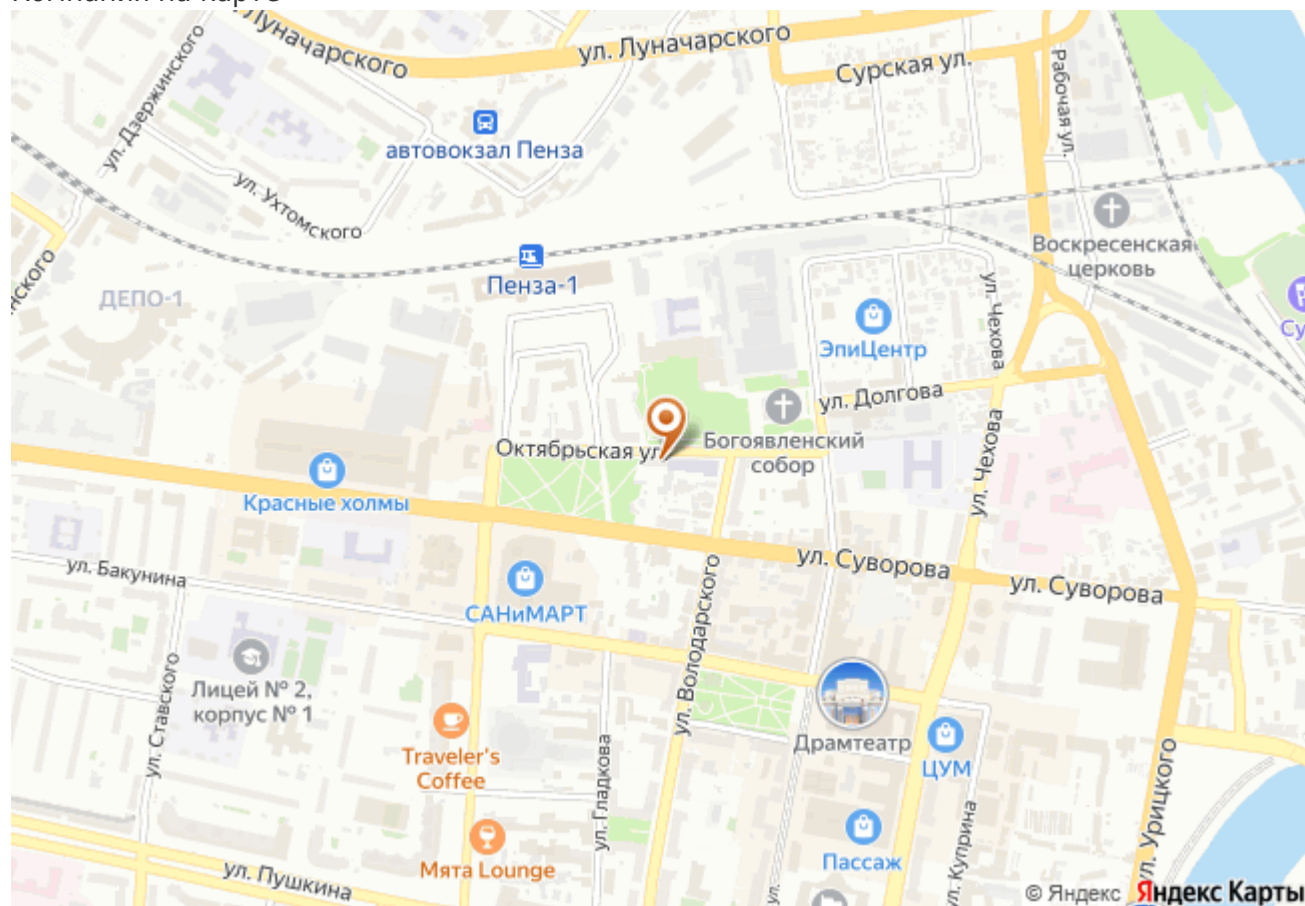 ул. Луначарского
ул. Луначарского
Сурская ул.
Рабочая ул.
ул. Дзержинского
автовокзал Пенза
ул. Ухтомского
Воскресенская
церковь
Пенза-1
ДЕПО-1
ЭпиЦентр
ул. Чехова
ул. Долгова
Богоявленский
собор
Октябрьская ул.
ул. Чехова
Красные холмы
ул. Суворова
ул. Суворова
ул. Бакунина
САНиМАРТ
ул. Володарского
Лицей № 2,
корпус № 1
ул. Ставского
Драмтеатр
ЦУМ
Traveler's
Coffee
ул. Гладкова
ул. Урицкого
Пассаж
Мята Lounge
ул. Куприна
ул. Пушкина
© Яндекс Яндекс Карты